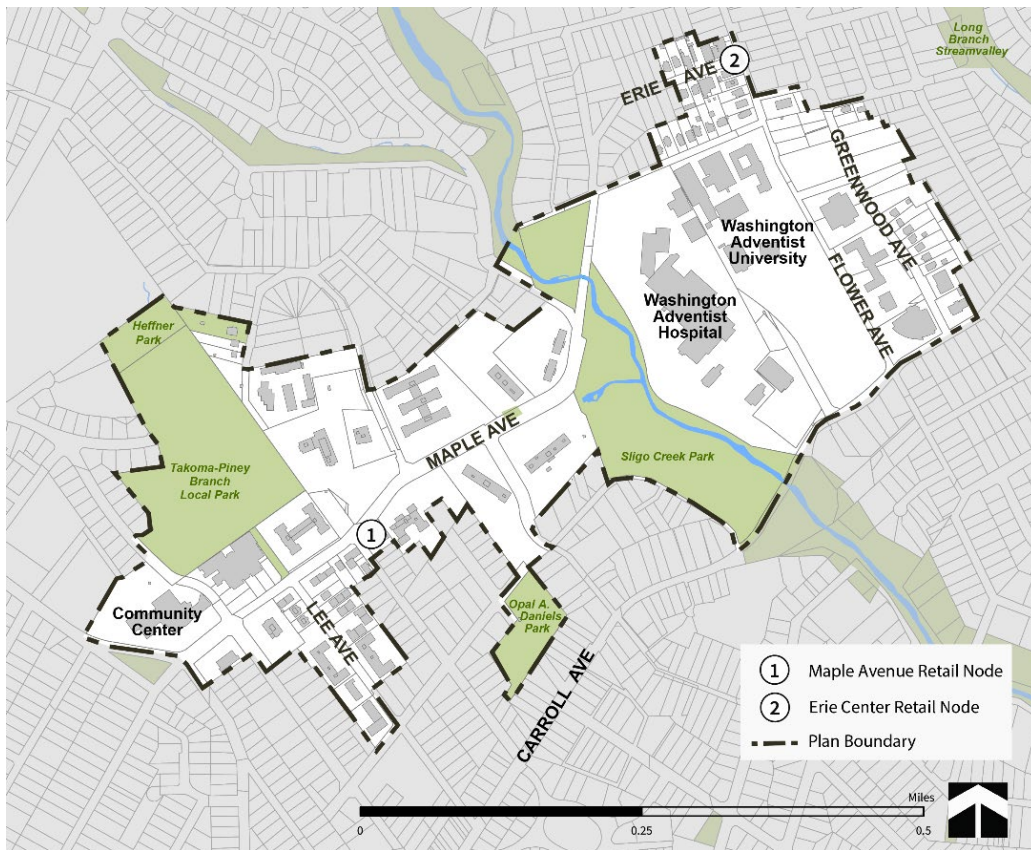 Long
Branch
Streamvalley
2
ERIE AVE
GREENWOOD AVE
Washington
Adventist
University
FLOWER AVE
Washington
Adventist
Hospital
Heffner
Park
MAPLE AVE
Sligo Creek Park
Takoma-Piney
Branch
Local Park
1
Community
Center
LEE AVE
Opal A.
Daniels
Park
CARROLL AVE
1 Maple Avenue Retail Node
2 Erie Center Retail Node
Plan Boundary
Miles
0 0.25 0.5